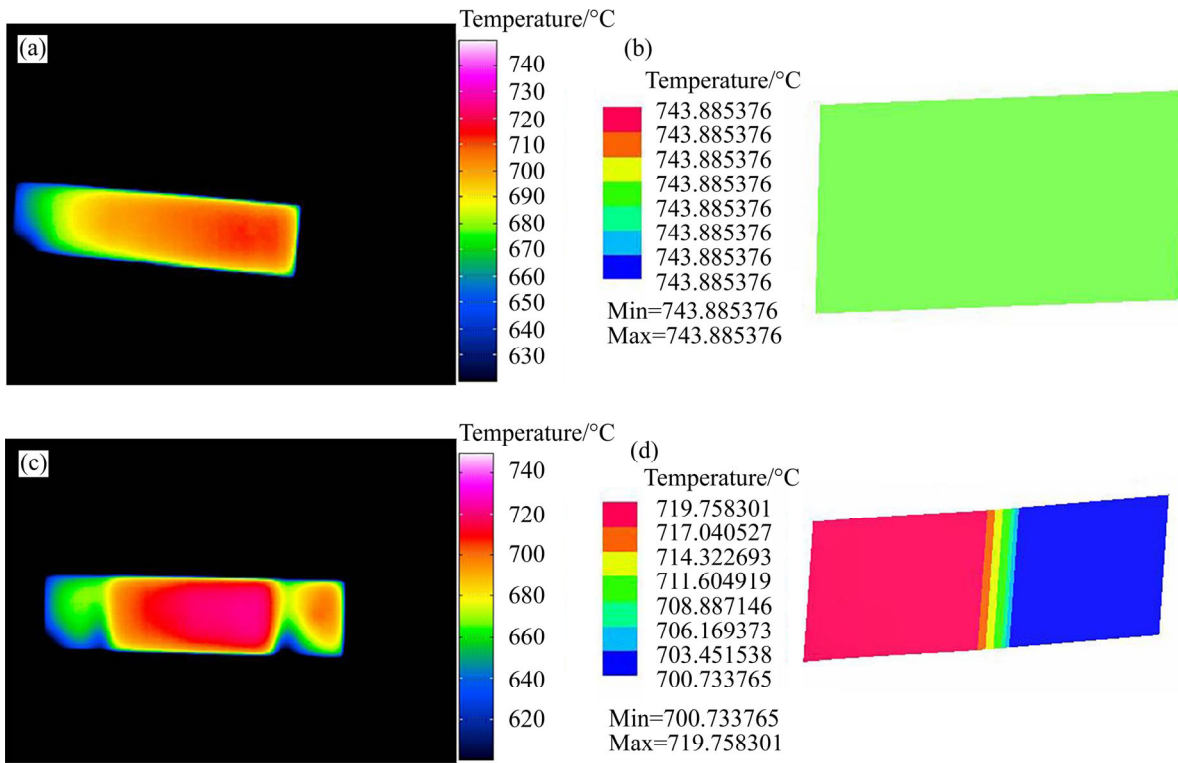 Temperature/°C
(a)
740
730
720
710
700
690
680
670
660
650
640
630
(b)
Temperature/°C
743.885376
743.885376
743.885376
743.885376
743.885376
743.885376
743.885376
743.885376
Min=743.885376
Max=743.885376
Temperature/°C
(c)
740
720
700
680
660
640
620
(d)
Temperature/°C
719.758301
717.040527
714.322693
711.604919
708.887146
706.169373
703.451538
700.733765
Min=700.733765
Max=719.758301